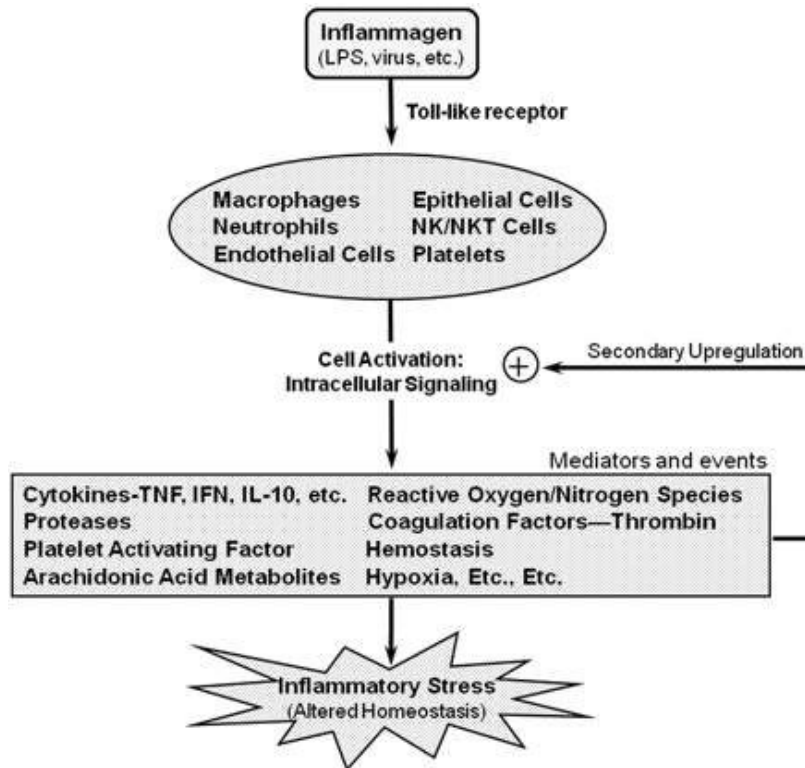 Inflammagen
(LPS, virus, etc.)
Toll-like receptor
Macrophages Epithelial Cells
Neutrophils NK/NKT Cells
Endothelial Cells Platelets
Cell Activation:
Intracellular Signaling
+
Secondary Upregulation
Mediators and events
Cytokines-TNF, IFN, IL-10, etc. Reactive Oxygen/Nitrogen Species
Proteases Coagulation Factors—Thrombin
Platelet Activating Factor Hemostasis
Arachidonic Acid Metabolites Hypoxia, Etc., Etc.
Inflammatory Stress
(Altered Homeostasis)